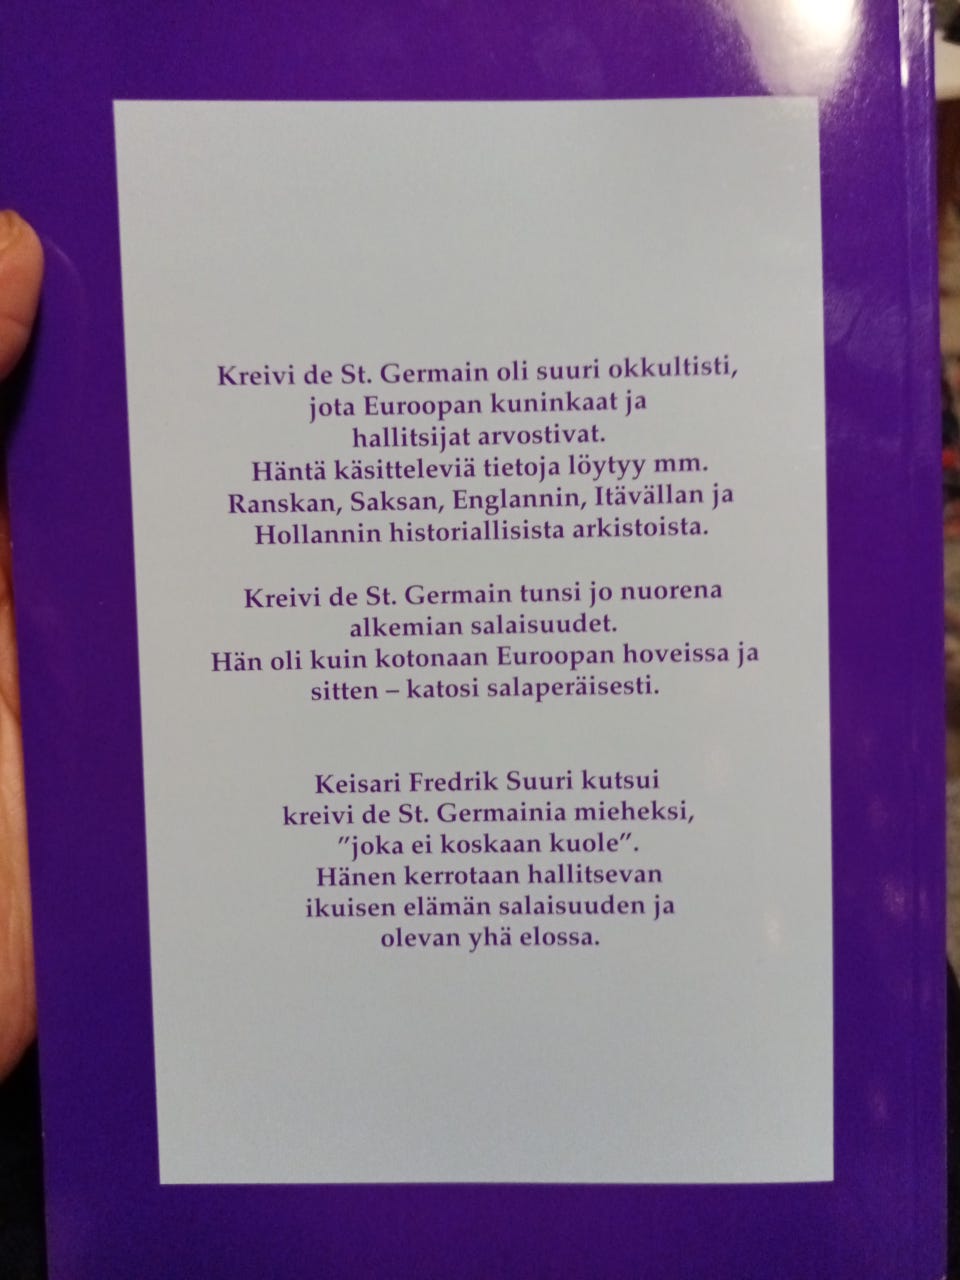 Kreivi de St. Germain oli suuri okkultisti,
jota Euroopan kuninkaat ja
hallitsijat arvostivat.
Häntä käsitteleviä tietoja löytyy mm.
Ranskan, Saksan, Englannin, Itävällan ja
Hollannin historiallisista arkistoista.
Kreivi de St. Germain tunsi jo nuorena
alkemian salaisuudet.
Hän oli kuin kotonaan Euroopan hoveissa ja
sitten – katosi salaperäisesti.
Keisari Fredrik Suuri kutsui
kreivi de St. Germainia mieheksi,
”joka ei koskaan kuole”.
Hänen kerrotaan hallitsevan
ikuisen elämän salaisuuden ja
olevan yhä elossa.